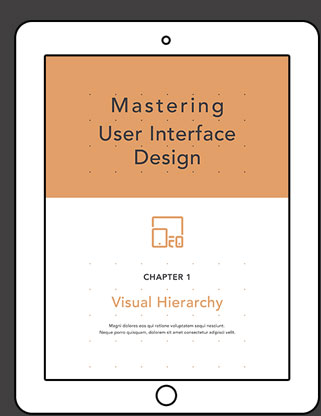 Mastering
User Interface
Design
CHAPTER 1
Visual Hierarchy
Magni dolores eos qui ratione voluptatem sequi nesciunt.
Neque porro quisquam, dolorem sit amet consectetur adipisci velit.